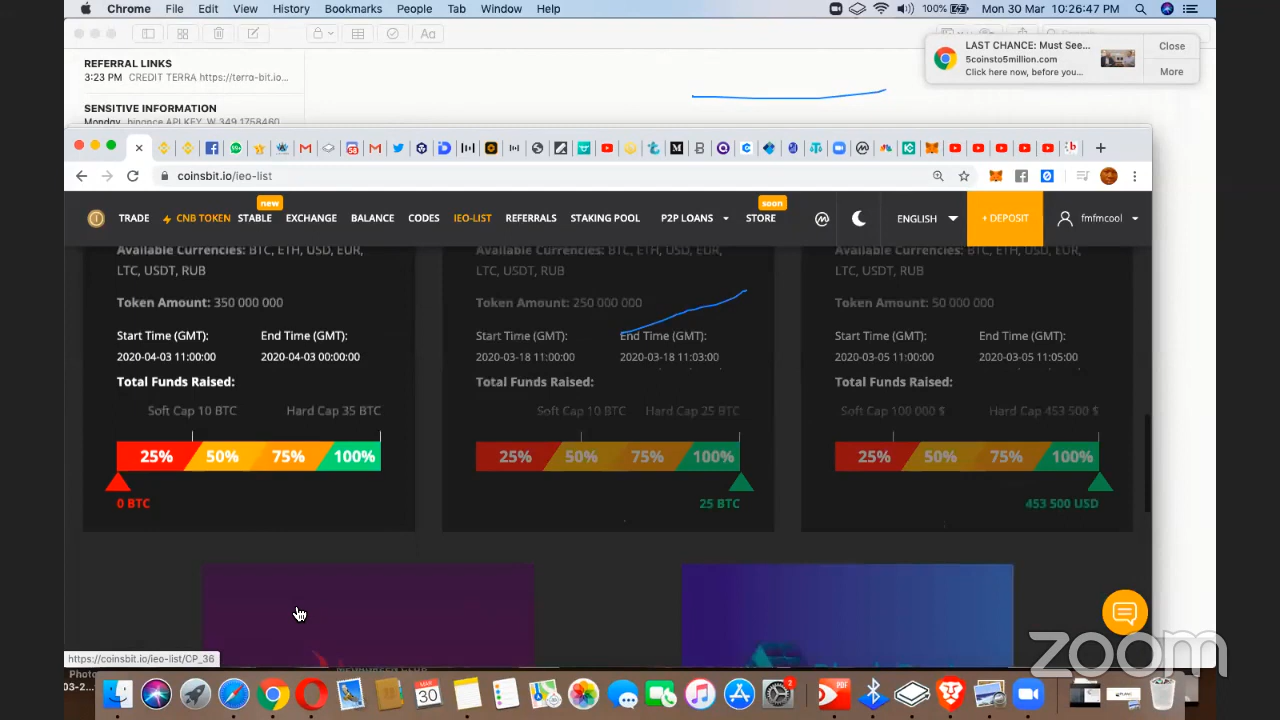 Chrome File Edit View History Bookmarks People Tab Window Help 100% Mon 30 Mar 10:26:47 PM
REFERRAL LINKS
3:23 PM CREDIT TERRA https://terra-bit.io...
SENSITIVE INFORMATION
LAST CHANCE: Must See...
5coinsto5million.com
Click here now, before you...
Close
More
Aa
coinsbit.io/ieo-list
new
soon
TRADE CNB TOKEN STABLE EXCHANGE BALANCE CODES IEO-LIST REFERRALS STAKING POOL P2P LOANS STORE ENGLISH + DEPOSIT fmfmcool
Available Currencies: BTC, ETH, USD, EUR,
LTC, USDT, RUB
Token Amount: 350 000 000
Start Time (GMT): End Time (GMT):
2020-04-03 11:00:00 2020-04-03 00:00:00
Total Funds Raised:
Soft Cap 10 BTC Hard Cap 35 BTC
25% 50% 75% 100%
0 BTC
Available Currencies: BTC, ETH, USD, EUR,
LTC, USDT, RUB
Token Amount: 250 000 000
Start Time (GMT): End Time (GMT):
2020-03-18 11:00:00 2020-03-18 11:03:00
Total Funds Raised:
Soft Cap 10 BTC Hard Cap 25 BTC
25% 50% 75% 100%
25 BTC
Available Currencies: BTC, ETH, USD, EUR,
LTC, USDT, RUB
Token Amount: 50 000 000
Start Time (GMT): End Time (GMT):
2020-03-05 11:00:00 2020-03-05 11:05:00
Total Funds Raised:
Soft Cap 100 000 $ Hard Cap 453 500 $
25% 50% 75% 100%
453 500 USD
https://coinsbit.io/ieo-list/CP_36
zoom